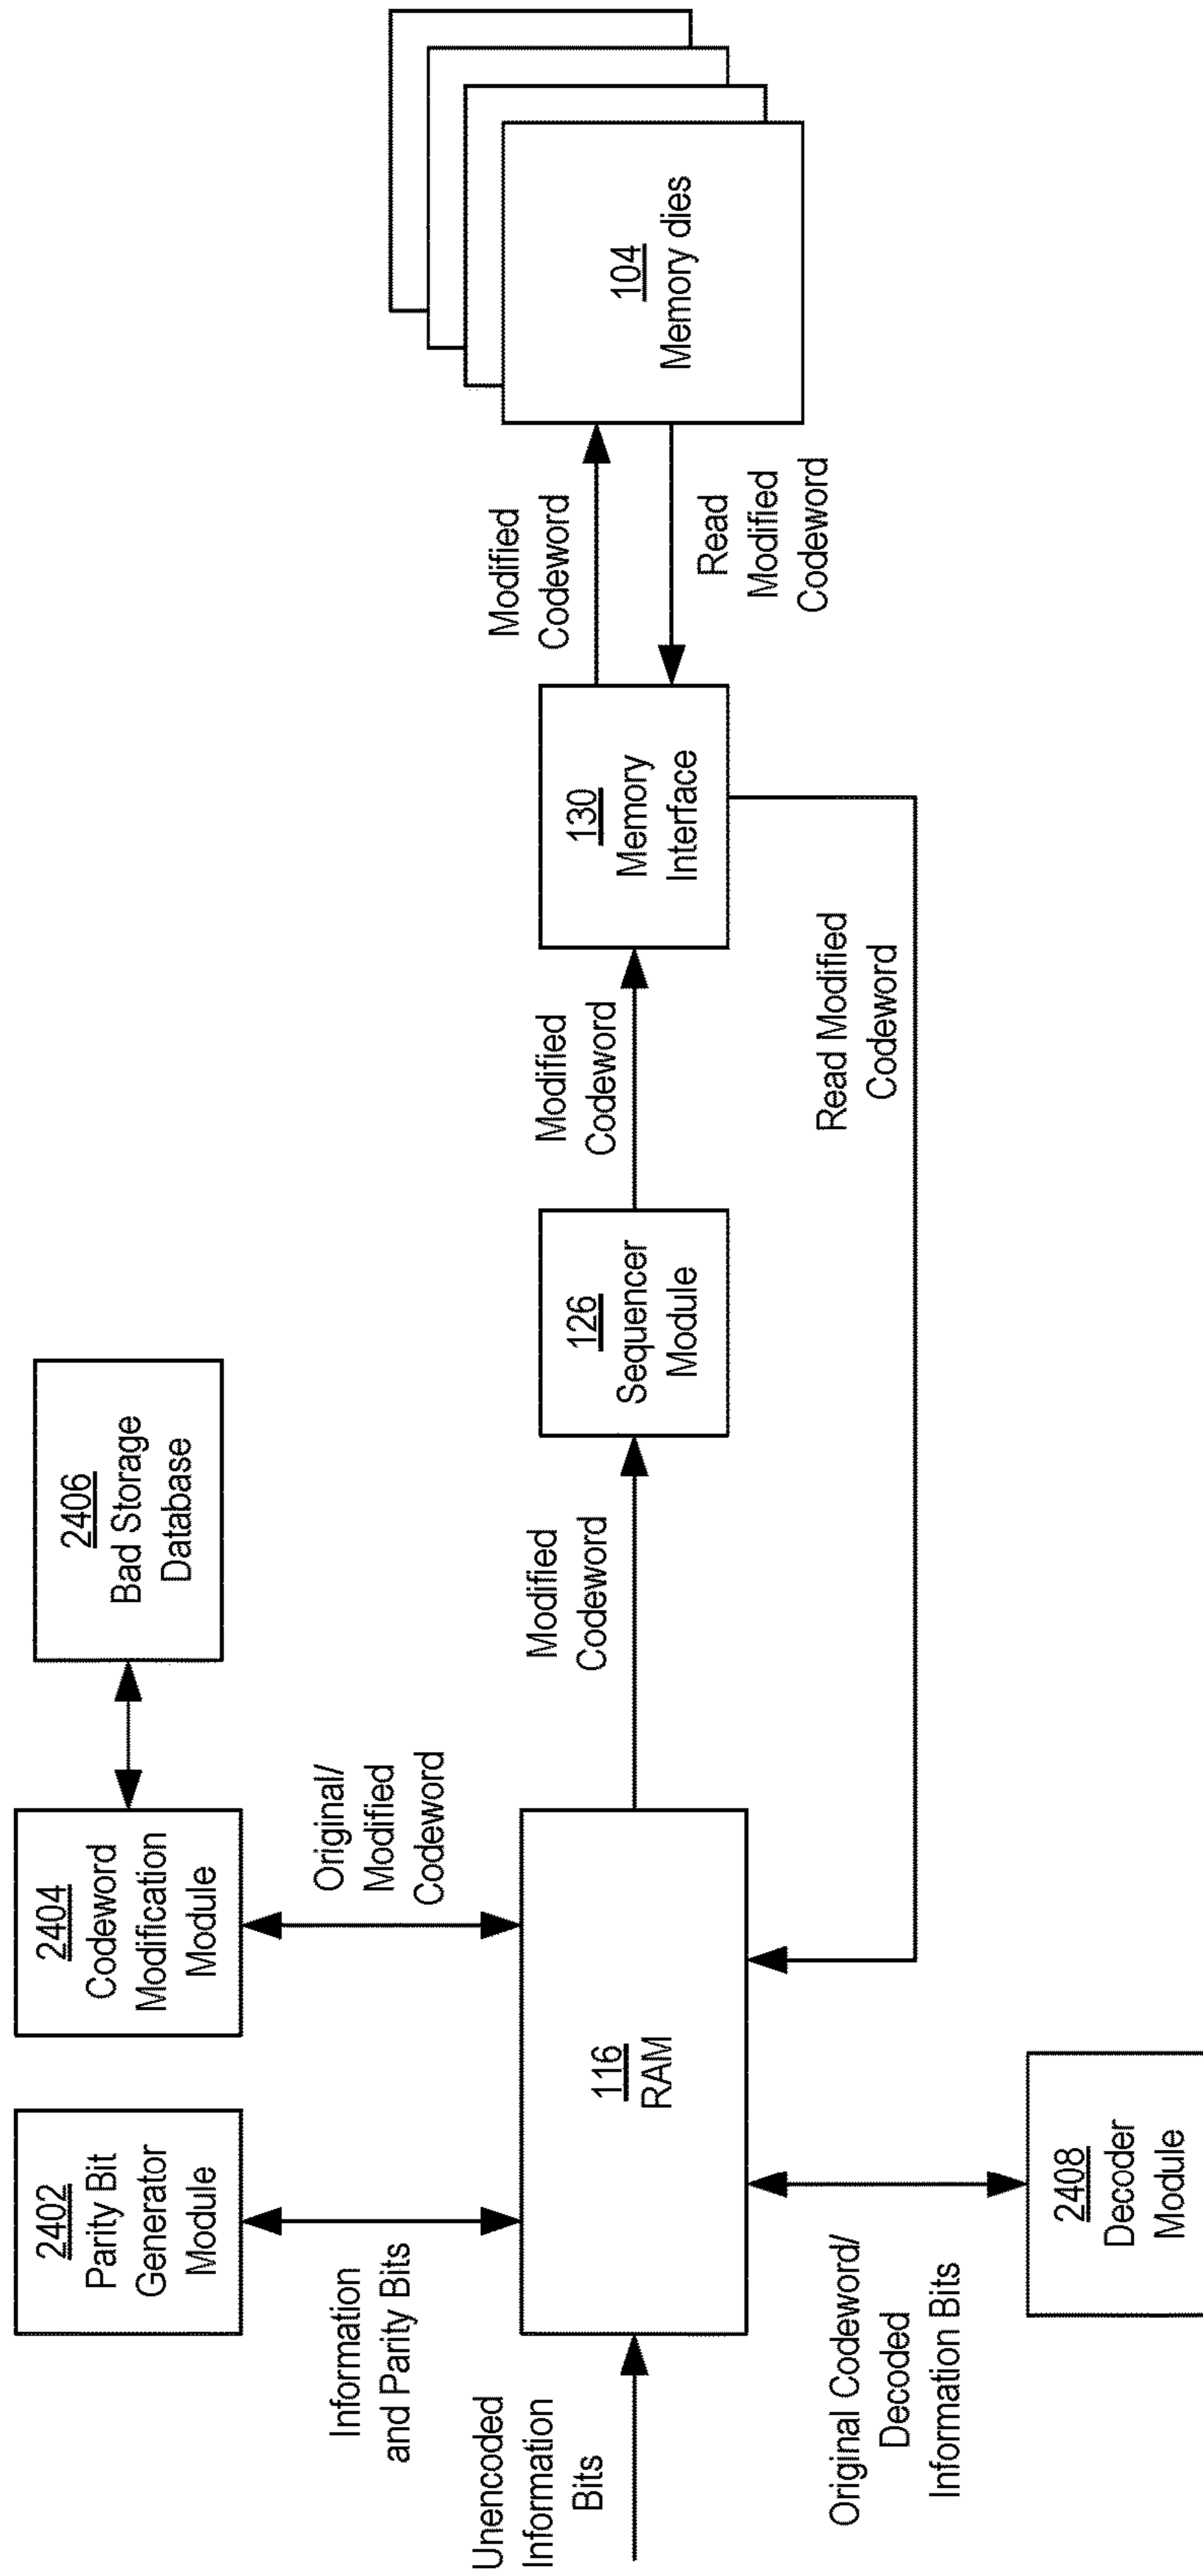 2402
Parity Bit
Generator
Module
2404
Codeword
Modification
Module
2406
Bad Storage
Database
Information
and Parity Bits
Original/
Modified
Codeword
Unencoded
Information
Bits
116
RAM
Modified
Codeword
126
Sequencer
Module
Modified
Codeword
130
Memory
Interface
Modified
Codeword
Read
Modified
Codeword
104
Memory dies
Read Modified
Codeword
Original Codeword/
Decoded
Information Bits
2408
Decoder
Module